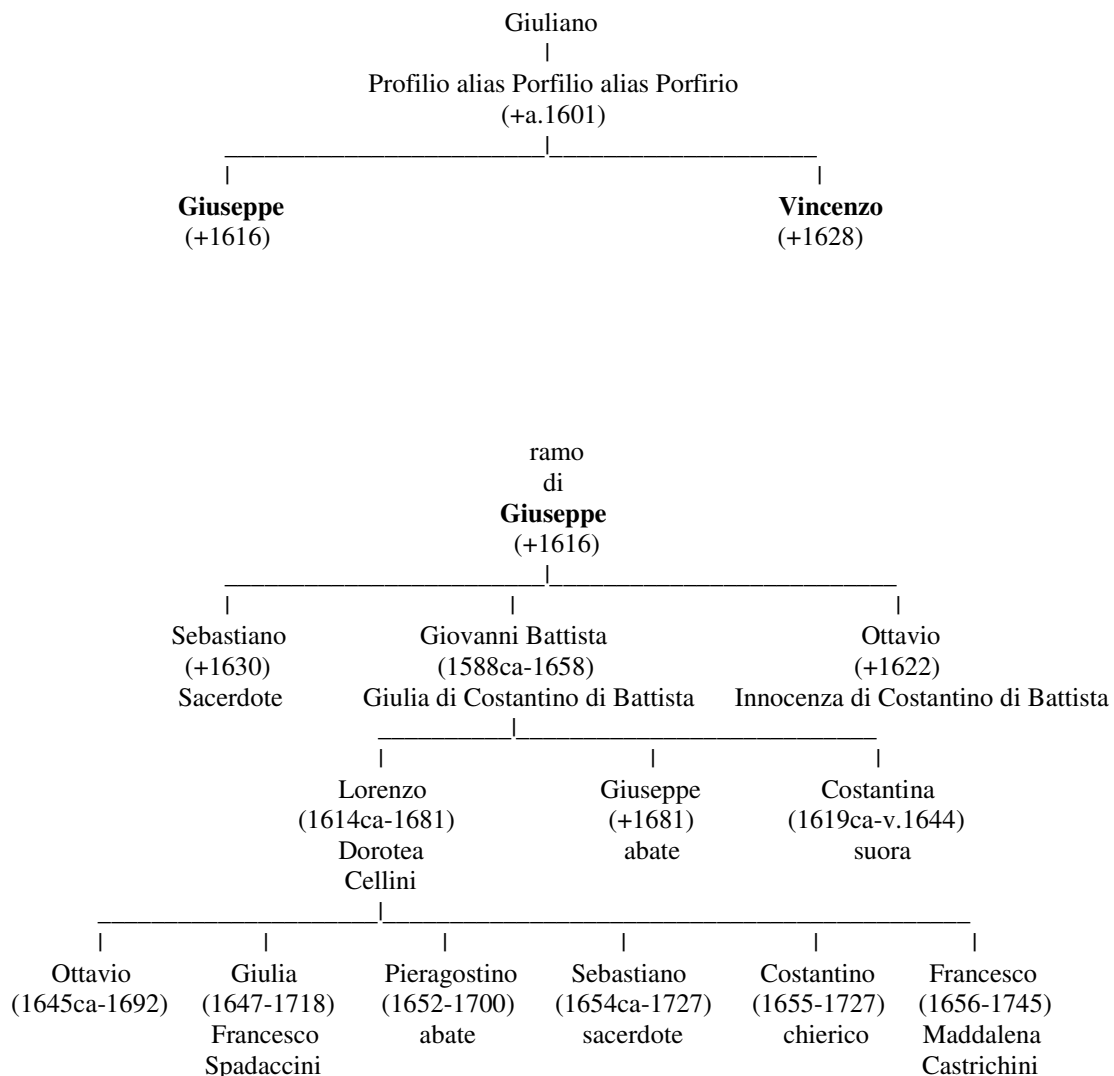 Giuliano
Profilio alias Porfilio alias Porfirio
(+a.1601)
Giuseppe Vincenzo
(+1616) (+1628)
ramo
di
Giuseppe
(+1616)
Sebastiano Giovanni Battista Ottavio
(+1630) (1588ca-1658) (+1622)
Sacerdote Giulia di Costantino di Battista Innocenza di Costantino di Battista
Lorenzo Giuseppe Costantina
(1614ca-1681) (+1681) (1619ca-v.1644)
Dorotea abate suora
Cellini
Ottavio Giulia Pieragostino Sebastiano Costantino Francesco
(1645ca-1692) (1647-1718) (1652-1700) (1654ca-1727) (1655-1727) (1656-1745)
Francesco abate sacerdote chierico Maddalena
Spadaccini Castrichini